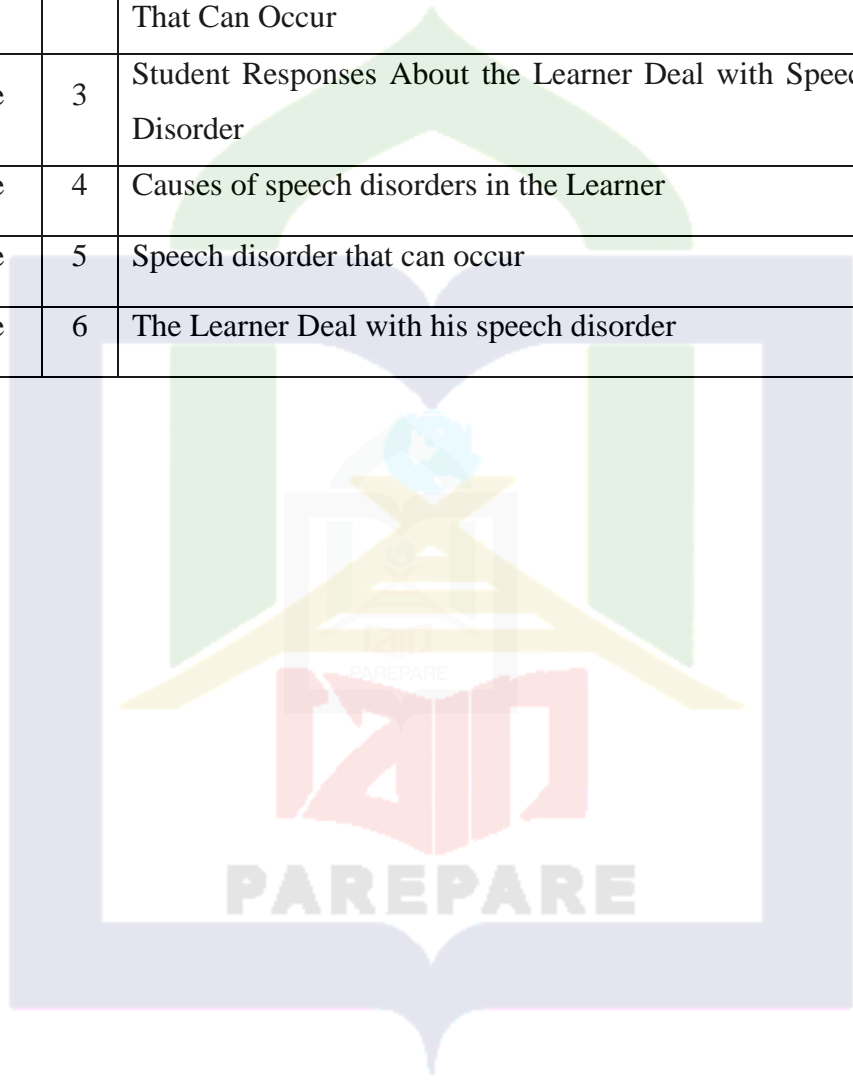 That Can Occur
e 3 Student Responses About the Learner Deal with Speec
Disorder
e 4 Causes of speech disorders in the Learner
e 5 Speech disorder that can occur
e 6 The Learner Deal with his speech disorder
IAIN
PAREPARE
PAREPARE